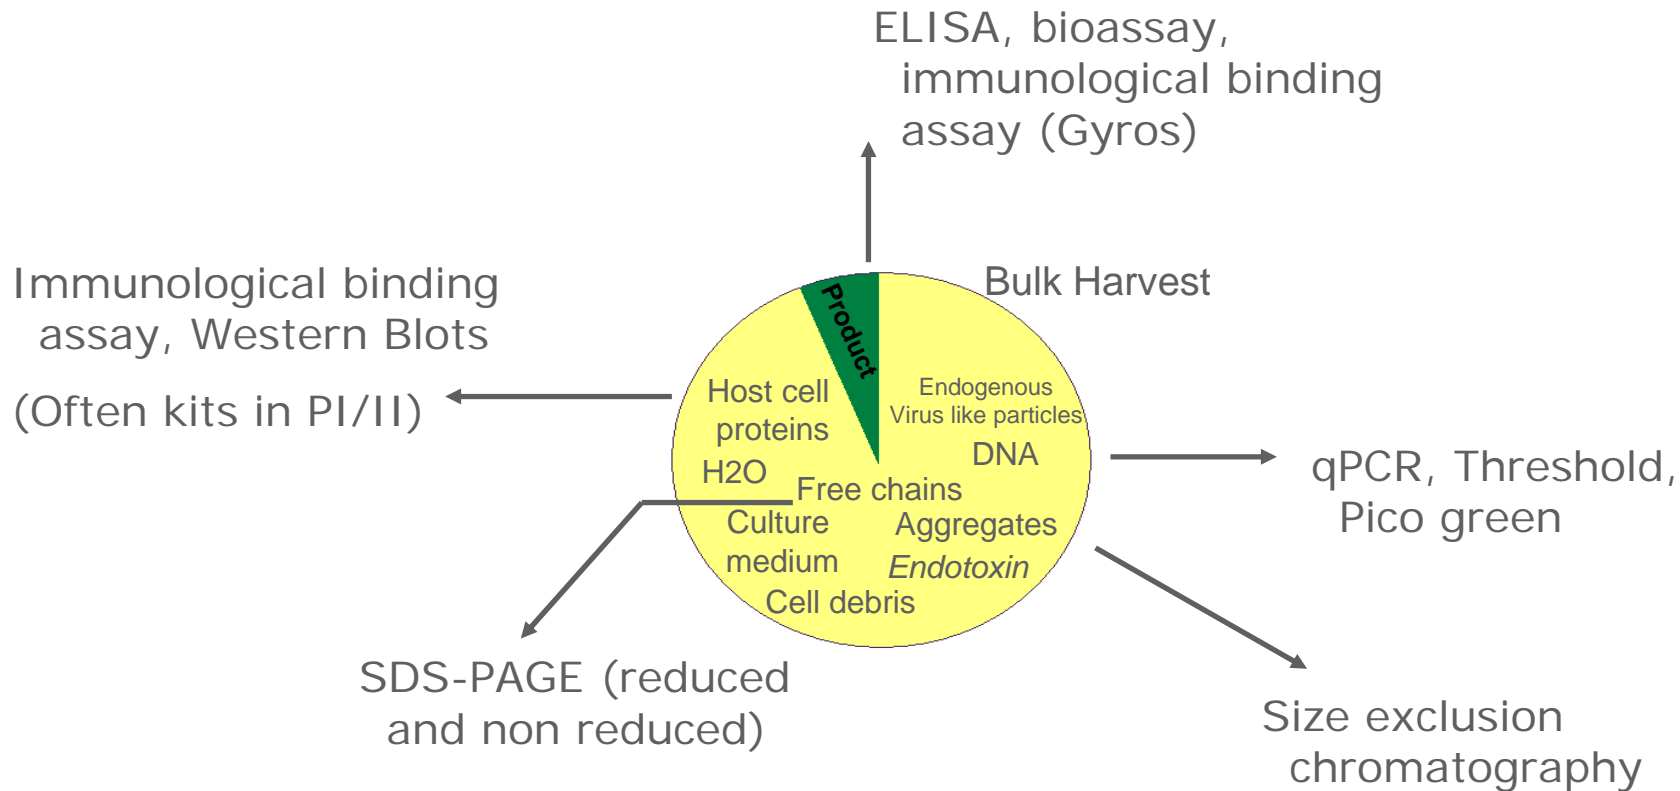 ELISA, bioassay,
immunological binding
assay (Gyros)
Bulk Harvest
Immunological binding
assay, Western Blots
(Often kits in PI/II)
Product
Host cell
proteins
H2O
Endogenous
Virus like particles
DNA
Free chains
Culture
medium
Aggregates
Endotoxin
Cell debris
qPCR, Threshold,
Pico green
SDS-PAGE (reduced
and non reduced)
Size exclusion
chromatography